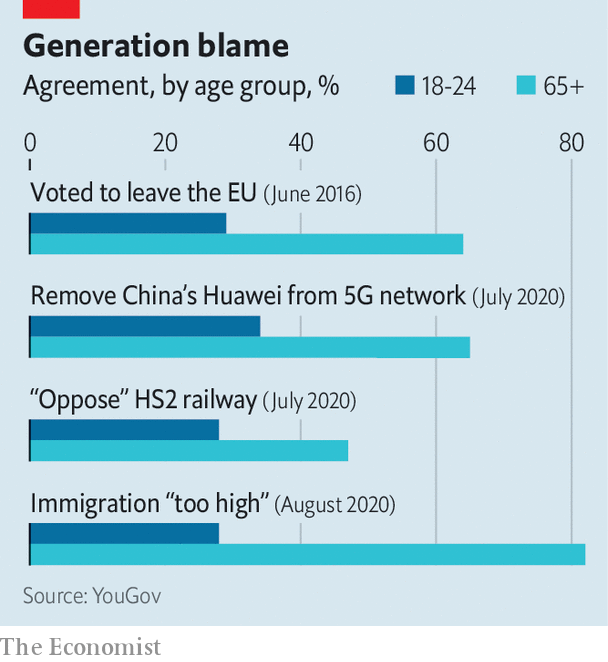 Generation blame
Agreement, by age group, %
18-24
65+
0 20 40 60 80
Voted to leave the EU (June 2016)
Remove China’s Huawei from 5G network (July 2020)
“Oppose” HS2 railway (July 2020)
Immigration “too high” (August 2020)
Source: YouGov
The Economist